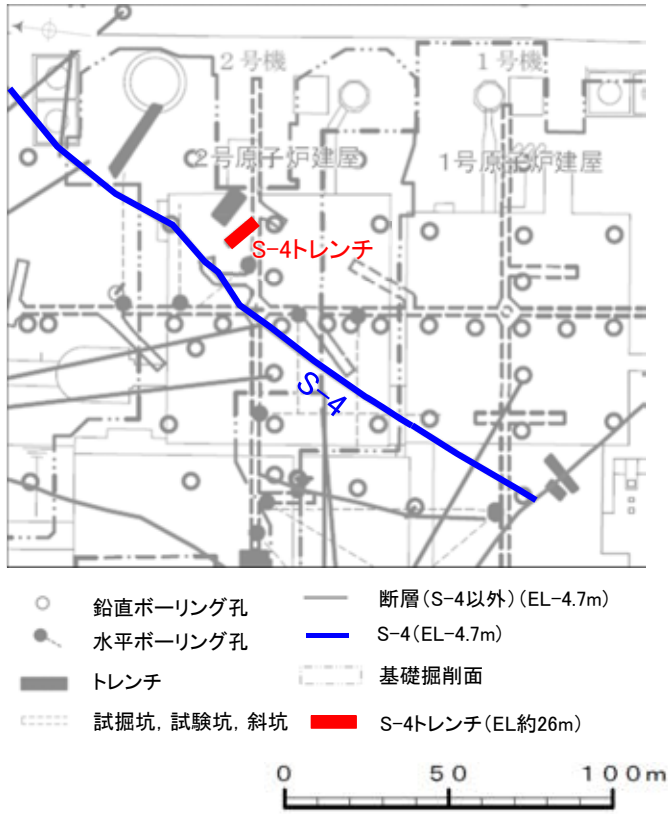 2号機
1号機
2号原子炉建屋
1号原子炉建屋
S-4トレンチ
S-4
鉛直ボーリング孔
断層(S-4以外)(EL-4.7m)
水平ボーリング孔
S-4(EL-4.7m)
トレンチ
基礎掘削面
試掘坑，試験坑，斜坑
S-4トレンチ(EL約26m)
0 50 100m